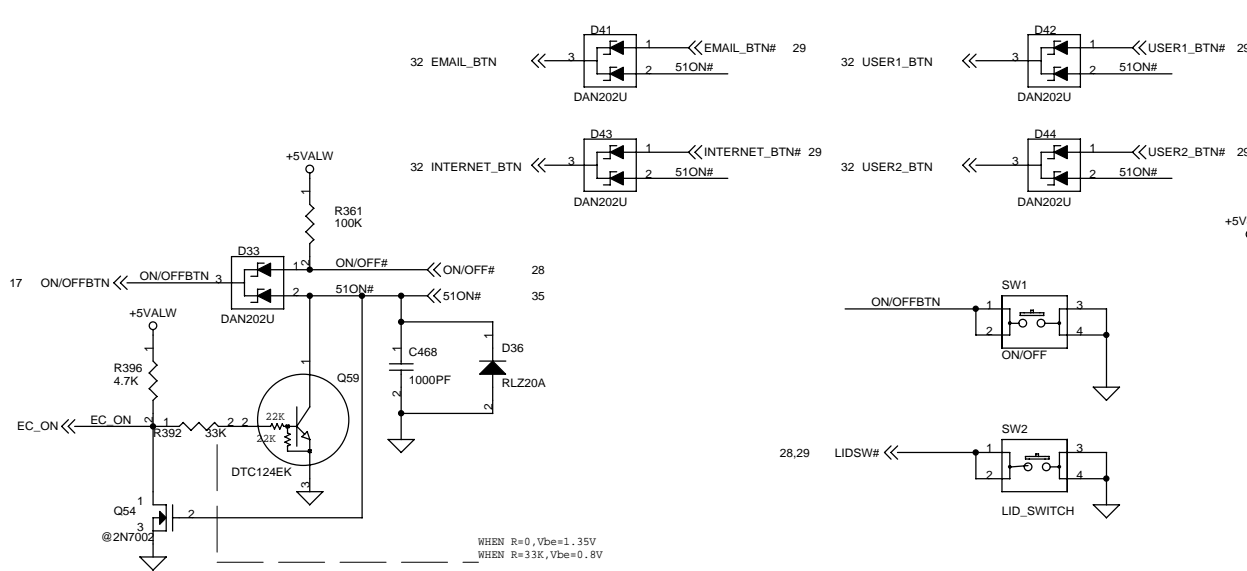 D41
1 EMAIL_BTN# 29
32 EMAIL_BTN 3
2 51ON#
DAN202U
D42
1 USER1_BTN# 29
32 USER1_BTN 3
2 51ON#
DAN202U
D43
1 INTERNET_BTN# 29
32 INTERNET_BTN 3
2 51ON#
DAN202U
D44
1 USER2_BTN# 29
32 USER2_BTN 3
2 51ON#
DAN202U
+5V
+5VALW
1
R361
100K
2
D33
1 ON/OFF# ON/OFF# 28
17 ON/OFFBTN ON/OFFBTN 3
2 51ON# 51ON# 35
DAN202U
+5VALW
1
R396
4.7K
2
EC_ON EC_ON
1 2
R392 33K
2
22K
22K
1
Q59
DTC124EK
3
1
C468
1000PF
2
1
D36
RLZ20A
2
1
Q54
2
3
@2N7002
WHEN R=0,Vbe=1.35V
WHEN R=33K,Vbe=0.8V
SW1
ON/OFFBTN
1 3
2 4
ON/OFF
SW2
28,29 LIDSW#
1 3
2 4
LID_SWITCH